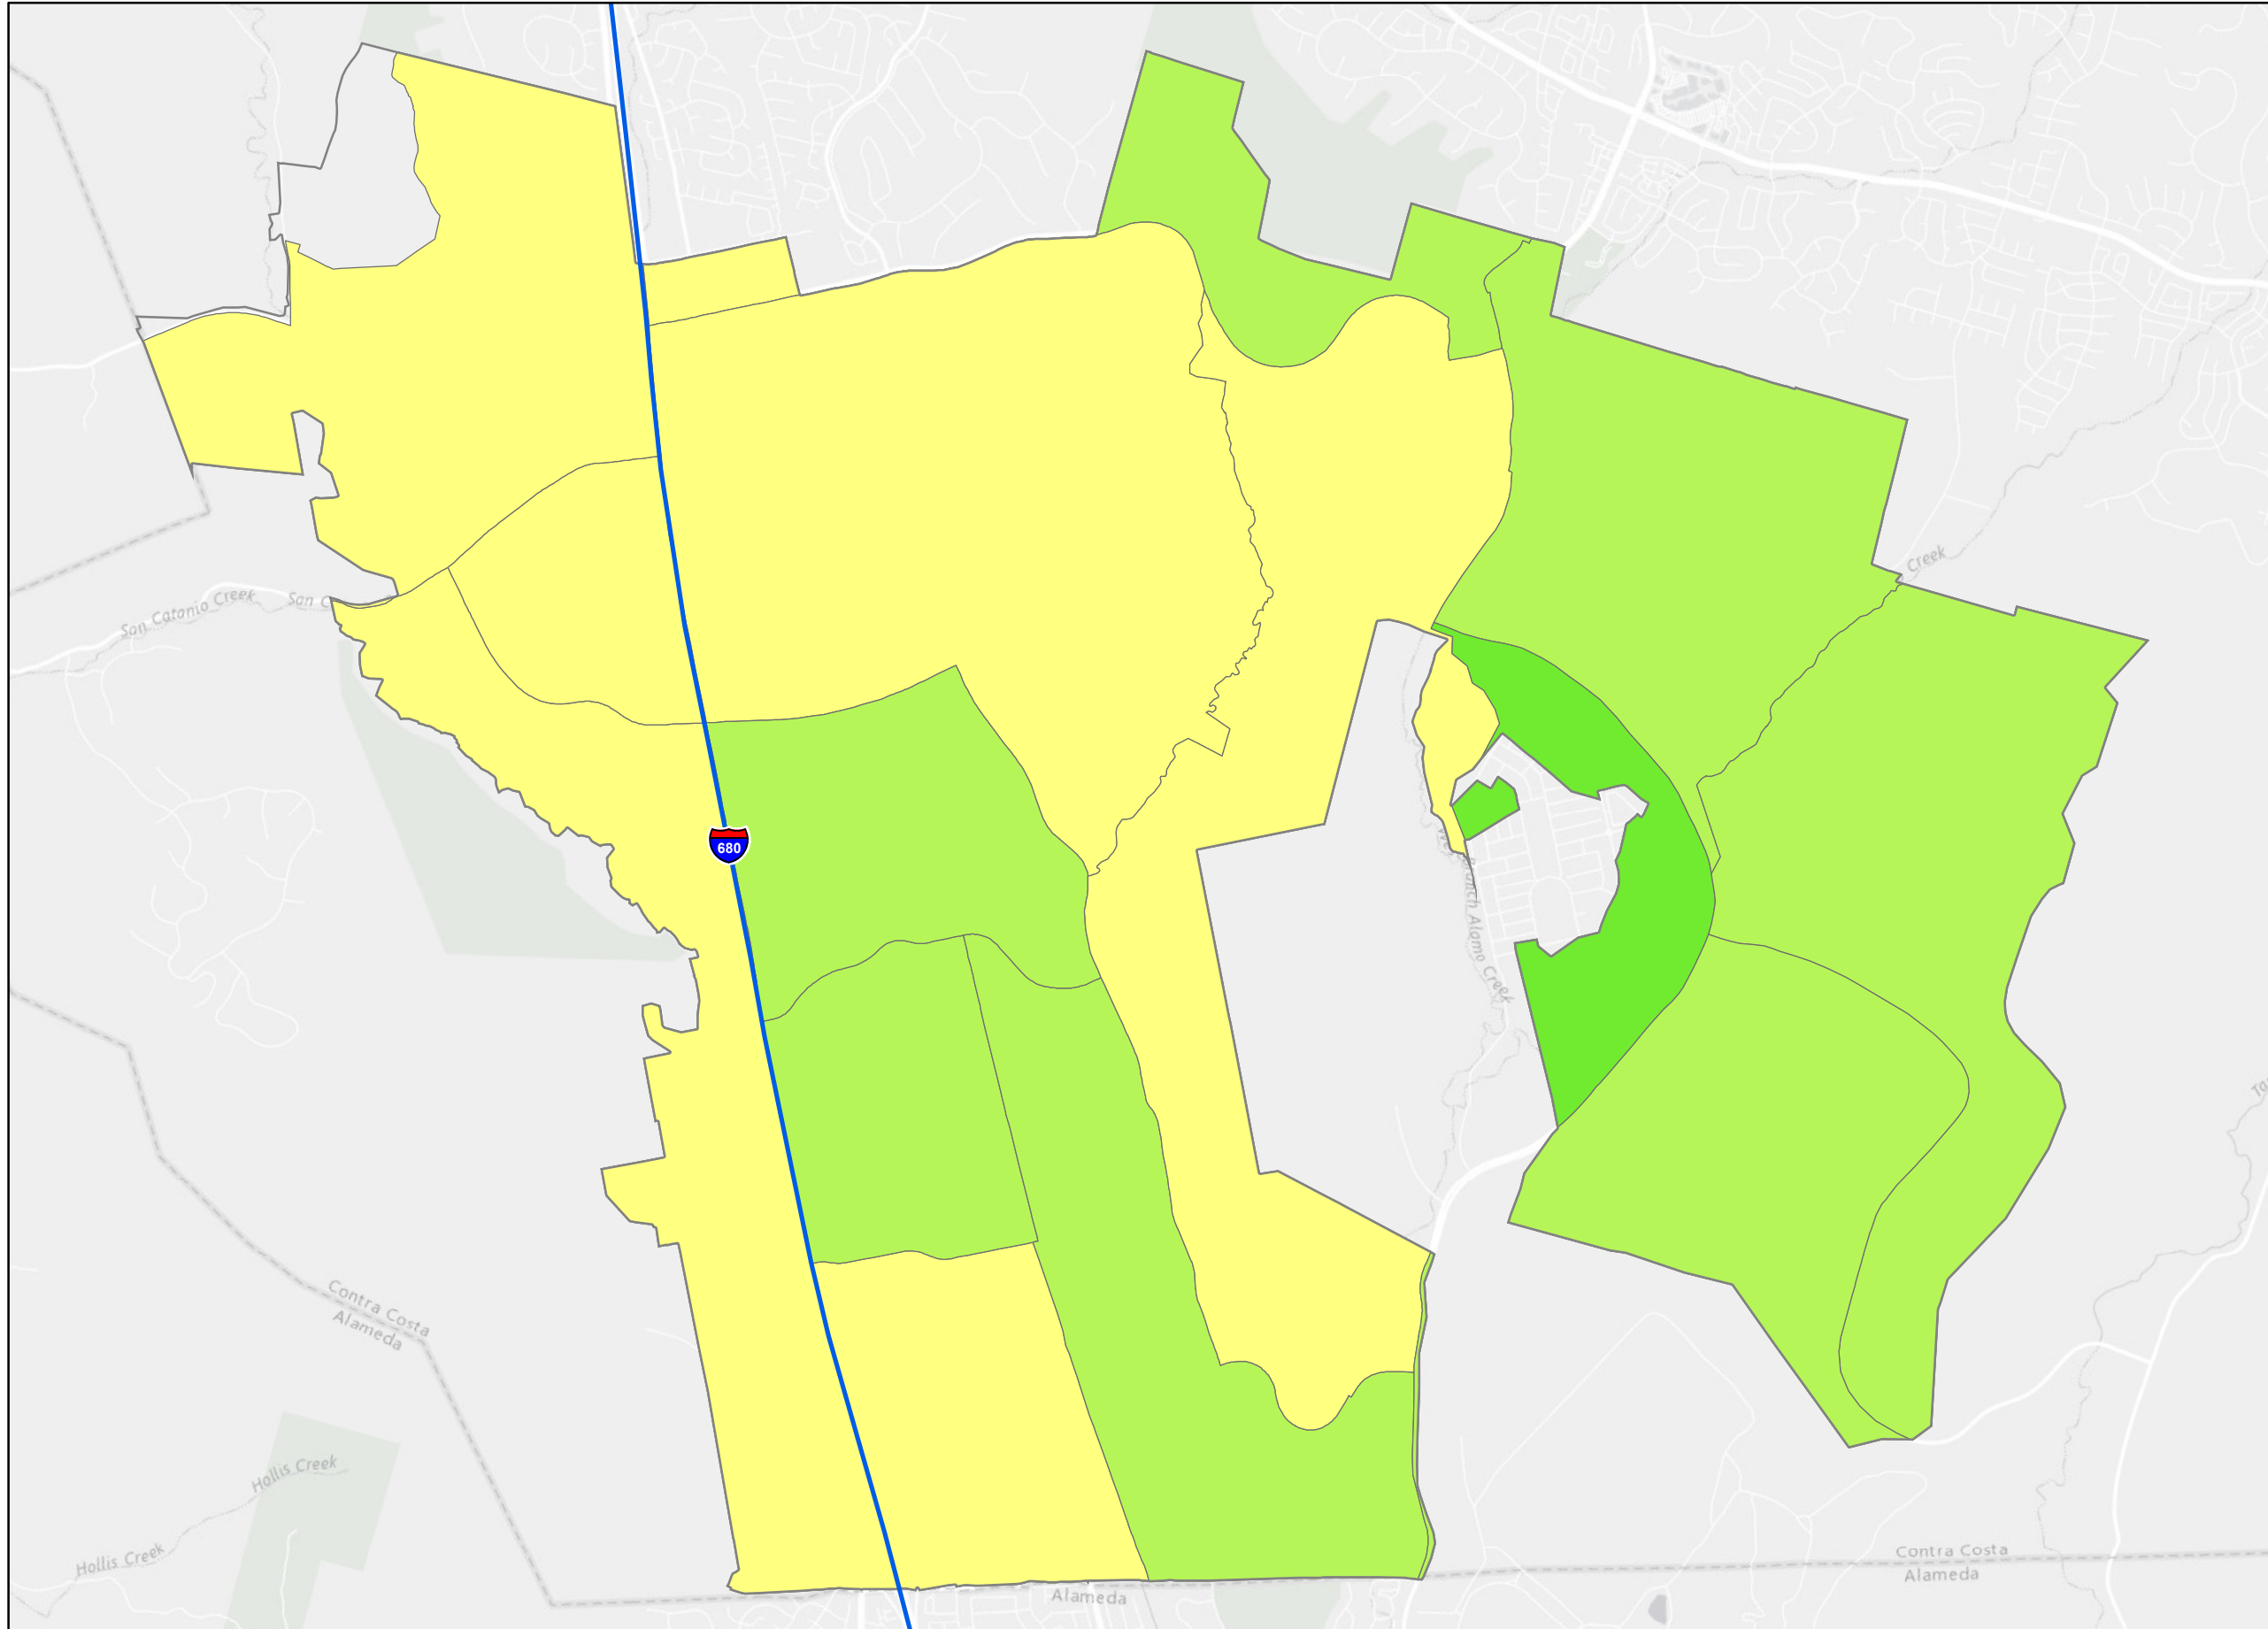 Creek
San Catanio Creek
San C
680
Alamo Creek
Contra Costa
Alameda
Hollis Creek
Hollis Creek
Contra Costa
Alameda
Alameda